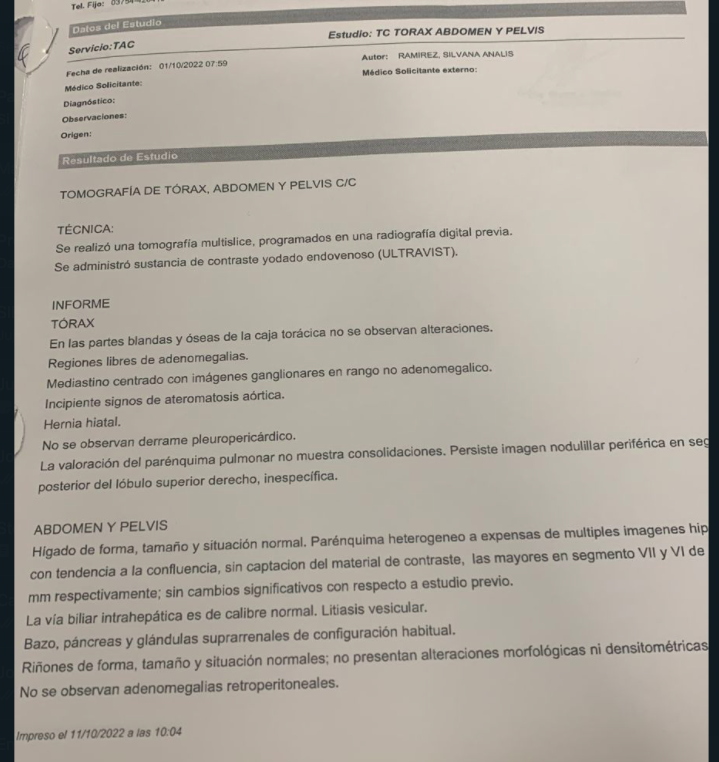 Tel. Fijo:
Datos del Estudio
Servicio:TAC
Estudio: TC TORAX ABDOMEN Y PELVIS
Fecha de realización: 01/10/2022 07:59
Autor: RAMIREZ, SILVANA ANALIS
Médico Solicitante:
Médico Solicitante externo:
Diagnóstico:
Observaciones:
Origen:
Resultado de Estudio
TOMOGRAFÍA DE TÓRAX, ABDOMEN Y PELVIS C/C
TÉCNICA:
Se realizó una tomografía multislice, programados en una radiografía digital previa.
Se administró sustancia de contraste yodado endovenoso (ULTRAVIST).
INFORME
TÓRAX
En las partes blandas y óseas de la caja torácica no se observan alteraciones.
Regiones libres de adenomegalias.
Mediastino centrado con imágenes ganglionares en rango no adenomegalico.
Incipiente signos de ateromatosis aórtica.
Hernia hiatal.
No se observan derrame pleuropericárdico.
La valoración del parénquima pulmonar no muestra consolidaciones. Persiste imagen nodulillar periférica en seg
posterior del lóbulo superior derecho, inespecífica.
ABDOMEN Y PELVIS
Hígado de forma, tamaño y situación normal. Parénquima heterogeneo a expensas de multiples imagenes hip
con tendencia a la confluencia, sin captacion del material de contraste, las mayores en segmento VII y VI de
mm respectivamente; sin cambios significativos con respecto a estudio previo.
La vía biliar intrahepática es de calibre normal. Litiasis vesicular.
Bazo, páncreas y glándulas suprarrenales de configuración habitual.
Riñones de forma, tamaño y situación normales; no presentan alteraciones morfológicas ni densitométricas
No se observan adenomegalias retroperitoneales.
Impreso el 11/10/2022 a las 10:04